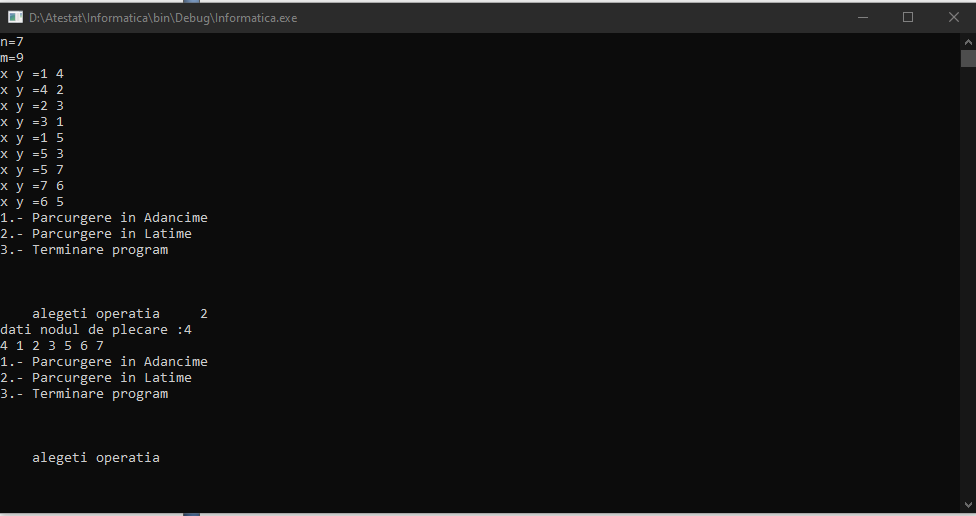 D:\Atestat\Informatica\bin\Debug\Informatica.exe
n=7
m=9
x y =1 4
x y =4 2
x y =2 3
x y =3 1
x y =1 5
x y =5 3
x y =5 7
x y =7 6
x y =6 5
1.- Parcurgere in Adancime
2.- Parcurgere in Latime
3.- Terminare program
alegeti operatia     2
dati nodul de plecare :4
4 1 2 3 5 6 7
1.- Parcurgere in Adancime
2.- Parcurgere in Latime
3.- Terminare program
alegeti operatia